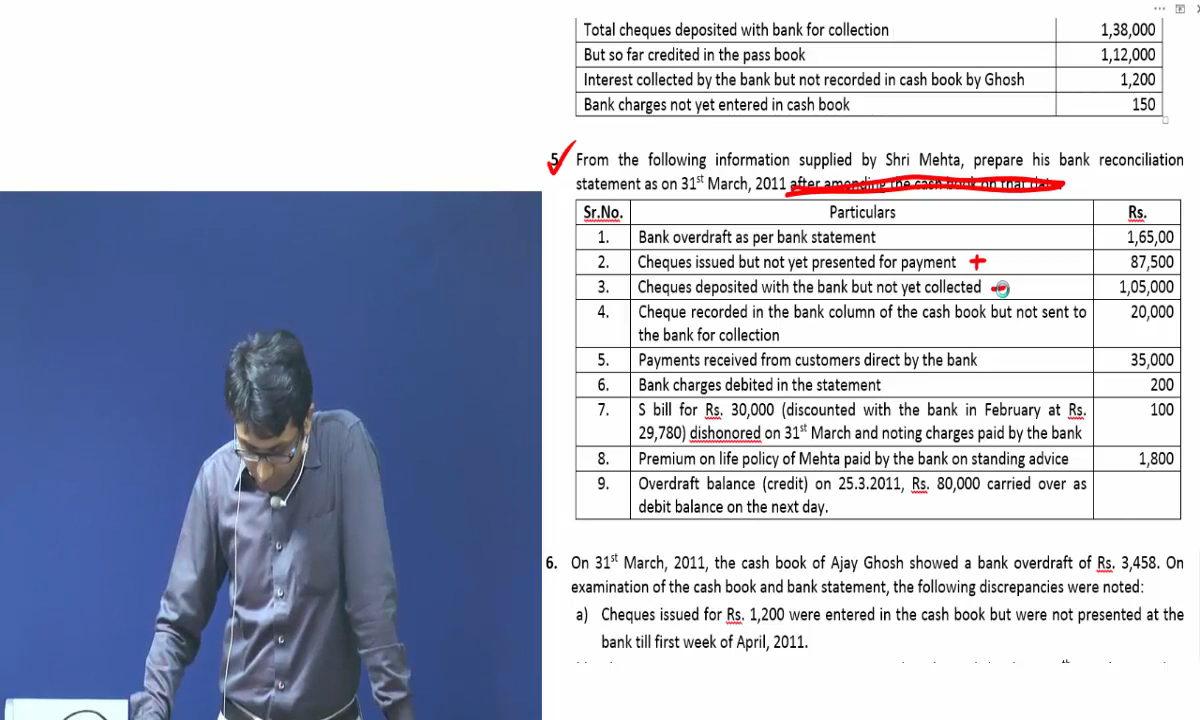 Total cheques deposited with bank for collection 1,38,000
But so far credited in the pass book 1,12,000
Interest collected by the bank but not recorded in cash book by Ghosh 1,200
Bank charges not yet entered in cash book 150
5 From the following information supplied by Shri Mehta, prepare his bank reconciliation
statement as on 31st March, 2011 after amending the cash book on that
Sr.No. Particulars Rs.
1. Bank overdraft as per bank statement 1,65,00
2. Cheques issued but not yet presented for payment + 87,500
3. Cheques deposited with the bank but not yet collected - 1,05,000
4. Cheque recorded in the bank column of the cash book but not sent to 20,000
the bank for collection
5. Payments received from customers direct by the bank 35,000
6. Bank charges debited in the statement 200
7. S bill for Rs. 30,000 (discounted with the bank in February at Rs. 100
29,780) dishonored on 31st March and noting charges paid by the bank
8. Premium on life policy of Mehta paid by the bank on standing advice 1,800
9. Overdraft balance (credit) on 25.3.2011, Rs. 80,000 carried over as
debit balance on the next day.
6. On 31st March, 2011, the cash book of Ajay Ghosh showed a bank overdraft of Rs. 3,458. On
examination of the cash book and bank statement, the following discrepancies were noted:
a) Cheques issued for Rs. 1,200 were entered in the cash book but were not presented at the
bank till first week of April, 2011.